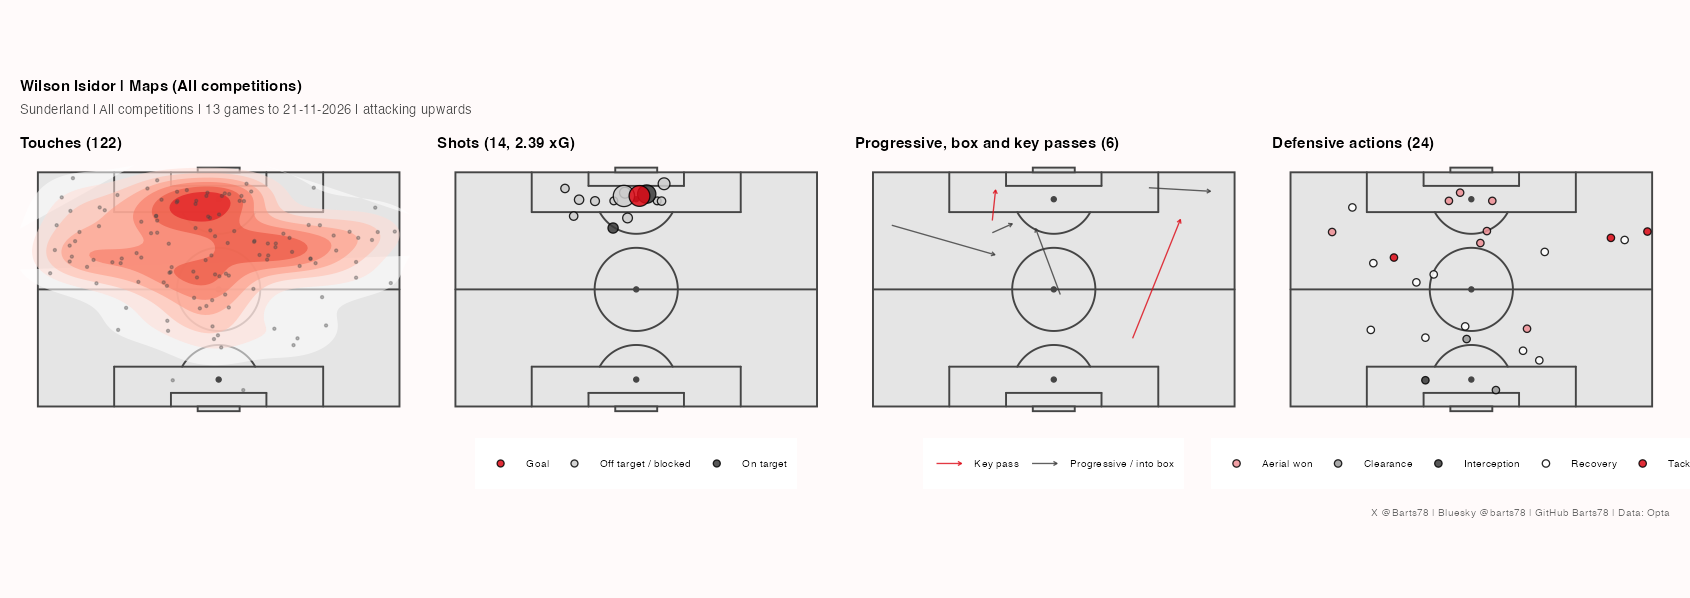 Wilson Isidor | Maps (All competitions)
Sunderland | All competitions | 13 games to 21-11-2026 | attacking upwards
Touches (122)
Shots (14, 2.39 xG)
Progressive, box and key passes (6)
Defensive actions (24)
Goal
Off target / blocked
On target
Key pass
Progressive / into box
Aerial won
Clearance
Interception
Recovery
Tack
X @Barts78 | Bluesky @barts78 | GitHub Barts78 | Data: Opta